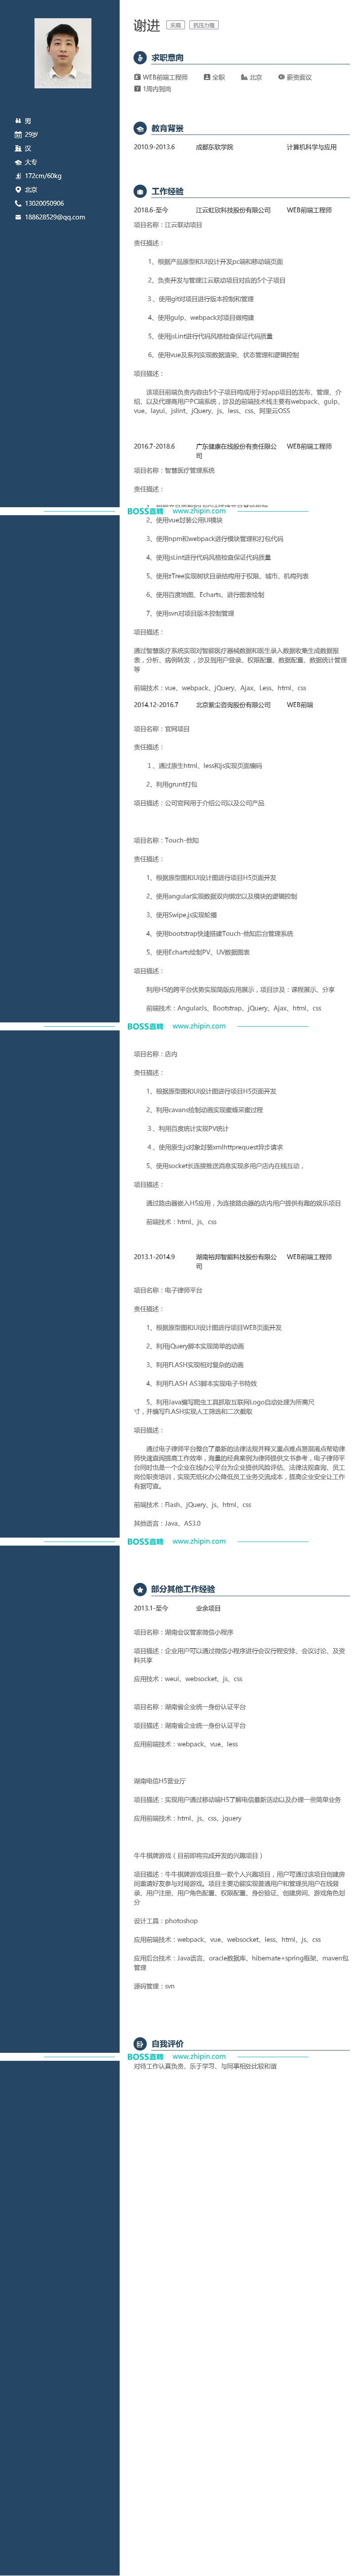 谢进 乐观 抗压力强
求职意向
WEB前端工程师 全职 北京 薪资面议
1周内到岗
男
29岁
汉
大专
172cm/60kg
北京
13020050906
188628529@qq.com
教育背景
2010.9-2013.6 成都东软学院 计算机科学与应用
工作经验
2018.6-至今 江云虹欣科技股份有限公司 WEB前端工程师
项目名称：江云联动项目
责任描述：
1、根据产品原型和UI设计开发pc端和移动端页面
2、负责开发与管理江云联动项目对应的5个子项目
3、使用git对项目进行版本控制和管理
4、使用gulp、webpack对项目做构建
5、使用jsLint进行代码风格检查保证代码质量
6、使用vue及系列实现数据渲染、状态管理和逻辑控制
项目描述：
该项目前端负责内容由5个子项目构成用于对app项目的发布、管理、介
绍、以及代理商用户PC端系统，涉及的前端技术栈主要有webpack、gulp、
vue、layui、jslint、jQuery、js、less、css、阿里云OSS
2016.7-2018.6 广东健康在线股份有责任限公 WEB前端工程师
司
项目名称：智慧医疗管理系统
责任描述：
BOSS直聘 www.zhipin.com
2、使用vue封装公用UI模块
3、使用npm和webpack进行模块管理和打包代码
4、使用jsLint进行代码风格检查保证代码质量
5、使用zTree实现树状目录结构用于权限、城市、机构列表
6、使用百度地图、Echarts、进行图表绘制
7、使用svn对项目版本控制管理
项目描述：
通过智慧医疗系统实现对智能医疗器械数据和医生录入数据收集生成数据报
表，分析、病例转发 ，涉及到用户登录、权限配置、数据配置、数据统计管理
等
前端技术：vue、webpack、jQuery、Ajax、Less、html、css
2014.12-2016.7 北京紫尘咨询股份有限公司 WEB前端
项目名称：官网项目
责任描述：
1、通过原生html、less和js实现页面编码
2、利用grunt打包
项目描述：公司官网用于介绍公司以及公司产品
项目名称：Touch-他知
责任描述：
1、根据原型图和UI设计图进行项目H5页面开发
2、使用angular实现数据双向绑定以及模块的逻辑控制
3、使用Swipe.js实现轮播
4、使用bootstrap快速搭建Touch-他知后台管理系统
5、使用Echarts绘制PV、UV数据图表
项目描述：
利用H5的跨平台优势实现简版应用展示，项目涉及：课程展示、分享
前端技术：AngularJs、Bootstrap、jQuery、Ajax、html、css
BOSS直聘 www.zhipin.com
项目名称：店内
责任描述：
1、根据原型图和UI设计图进行项目H5页面开发
2、利用cavans绘制动画实现蜜蜂采蜜过程
3、利用百度统计实现PV统计
4、使用原生js对象封装xmlhttprequest异步请求
5、使用socket长连接推送消息实现多用户店内在线互动，
项目描述：
通过路由器嵌入H5应用，为连接路由器的店内用户提供有趣的娱乐项目
前端技术：html、js、css
2013.1-2014.9 湖南裕邦智能科技股份有限公 WEB前端工程师
司
项目名称：电子律师平台
责任描述：
1、根据原型图和UI设计图进行项目WEB页面开发
2、利用jQuery脚本实现简单的动画
3、利用FLASH实现相对复杂的动画
4、利用FLASH AS3脚本实现电子书特效
5、利用Java编写爬虫工具抓取互联网Logo自动处理为所需尺
寸，并编写FLASH实现人工筛选和二次截取
项目描述：
通过电子律师平台整合了最新的法律法规并释义重点难点易混淆点帮助律
师快速查阅提高工作效率，海量的经典案例为律师提供文书参考，电子律师平
台同时也是一个企业在线办公平台为企业提供风险评估、法律法规查询、员工
岗位职责培训，实现无纸化办公降低员工业务交流成本，提高企业安全让工作
有据可查。
前端技术：Flash、jQuery、js、html、css
其他语言：Java、AS3.0
BOSS直聘 www.zhipin.com
部分其他工作经验
2013.1-至今 业余项目
项目名称：湖南会议管家微信小程序
项目描述：企业用户可以通过微信小程序进行会议行程安排、会议讨论、及资
料共享
应用技术：weui、websocket、js、css
项目名称：湖南省企业统一身份认证平台
项目描述：湖南省企业统一身份认证平台
应用前端技术：webpack、vue、less
湖南电信H5营业厅
项目描述：实现用户通过移动端H5了解电信最新活动以及办理一些简单业务
应用前端技术：html、js、css、jquery
牛牛棋牌游戏（目前即将完成开发的兴趣项目）
项目描述：牛牛棋牌游戏项目是一款个人兴趣项目，用户可通过该项目创建房
间邀请好友参与对局游戏。项目主要功能实现普通用户和管理员用户在线登
录、用户注册、用户角色配置、权限配置、身份验证、创建房间、游戏角色划
分
设计工具：photoshop
应用前端技术：webpack、vue、websocket、less、html、js、css
应用后台技术：Java语言、oracle数据库、hibernate+spring框架、maven包
管理
源码管理：svn
自我评价
BOSS直聘 www.zhipin.com
对待工作认真负责、乐于学习、与同事相处比较和谐